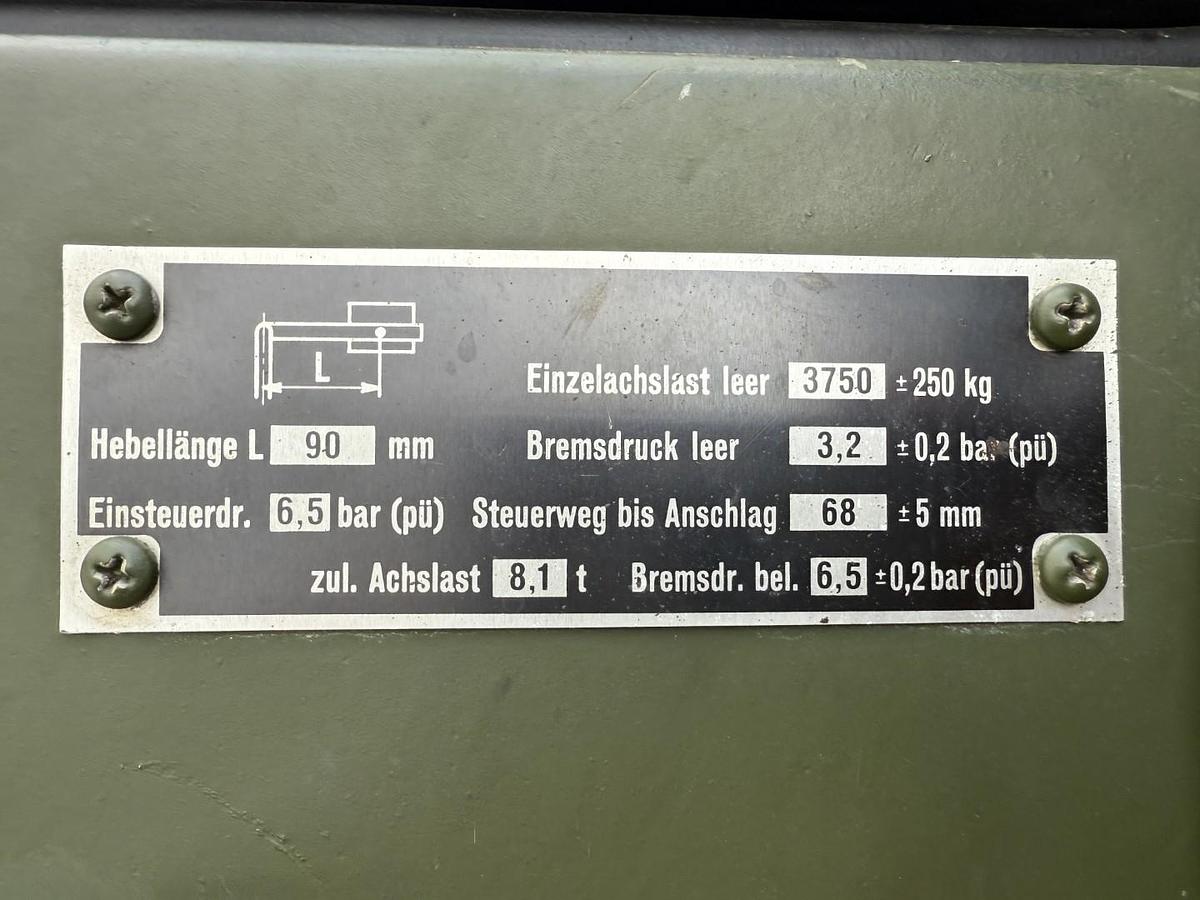 L
Einzelachslast leer 3750 ± 250 kg
Hebellänge L 90 mm Bremsdruck leer 3,2 ± 0,2 bar (pü)
Einsteuerdr. 6,5 bar (pü) Steuerweg bis Anschlag 68 ± 5 mm
zul. Achslast 8,1 t Bremsdr. bel. 6,5 ±0,2 bar (pü)